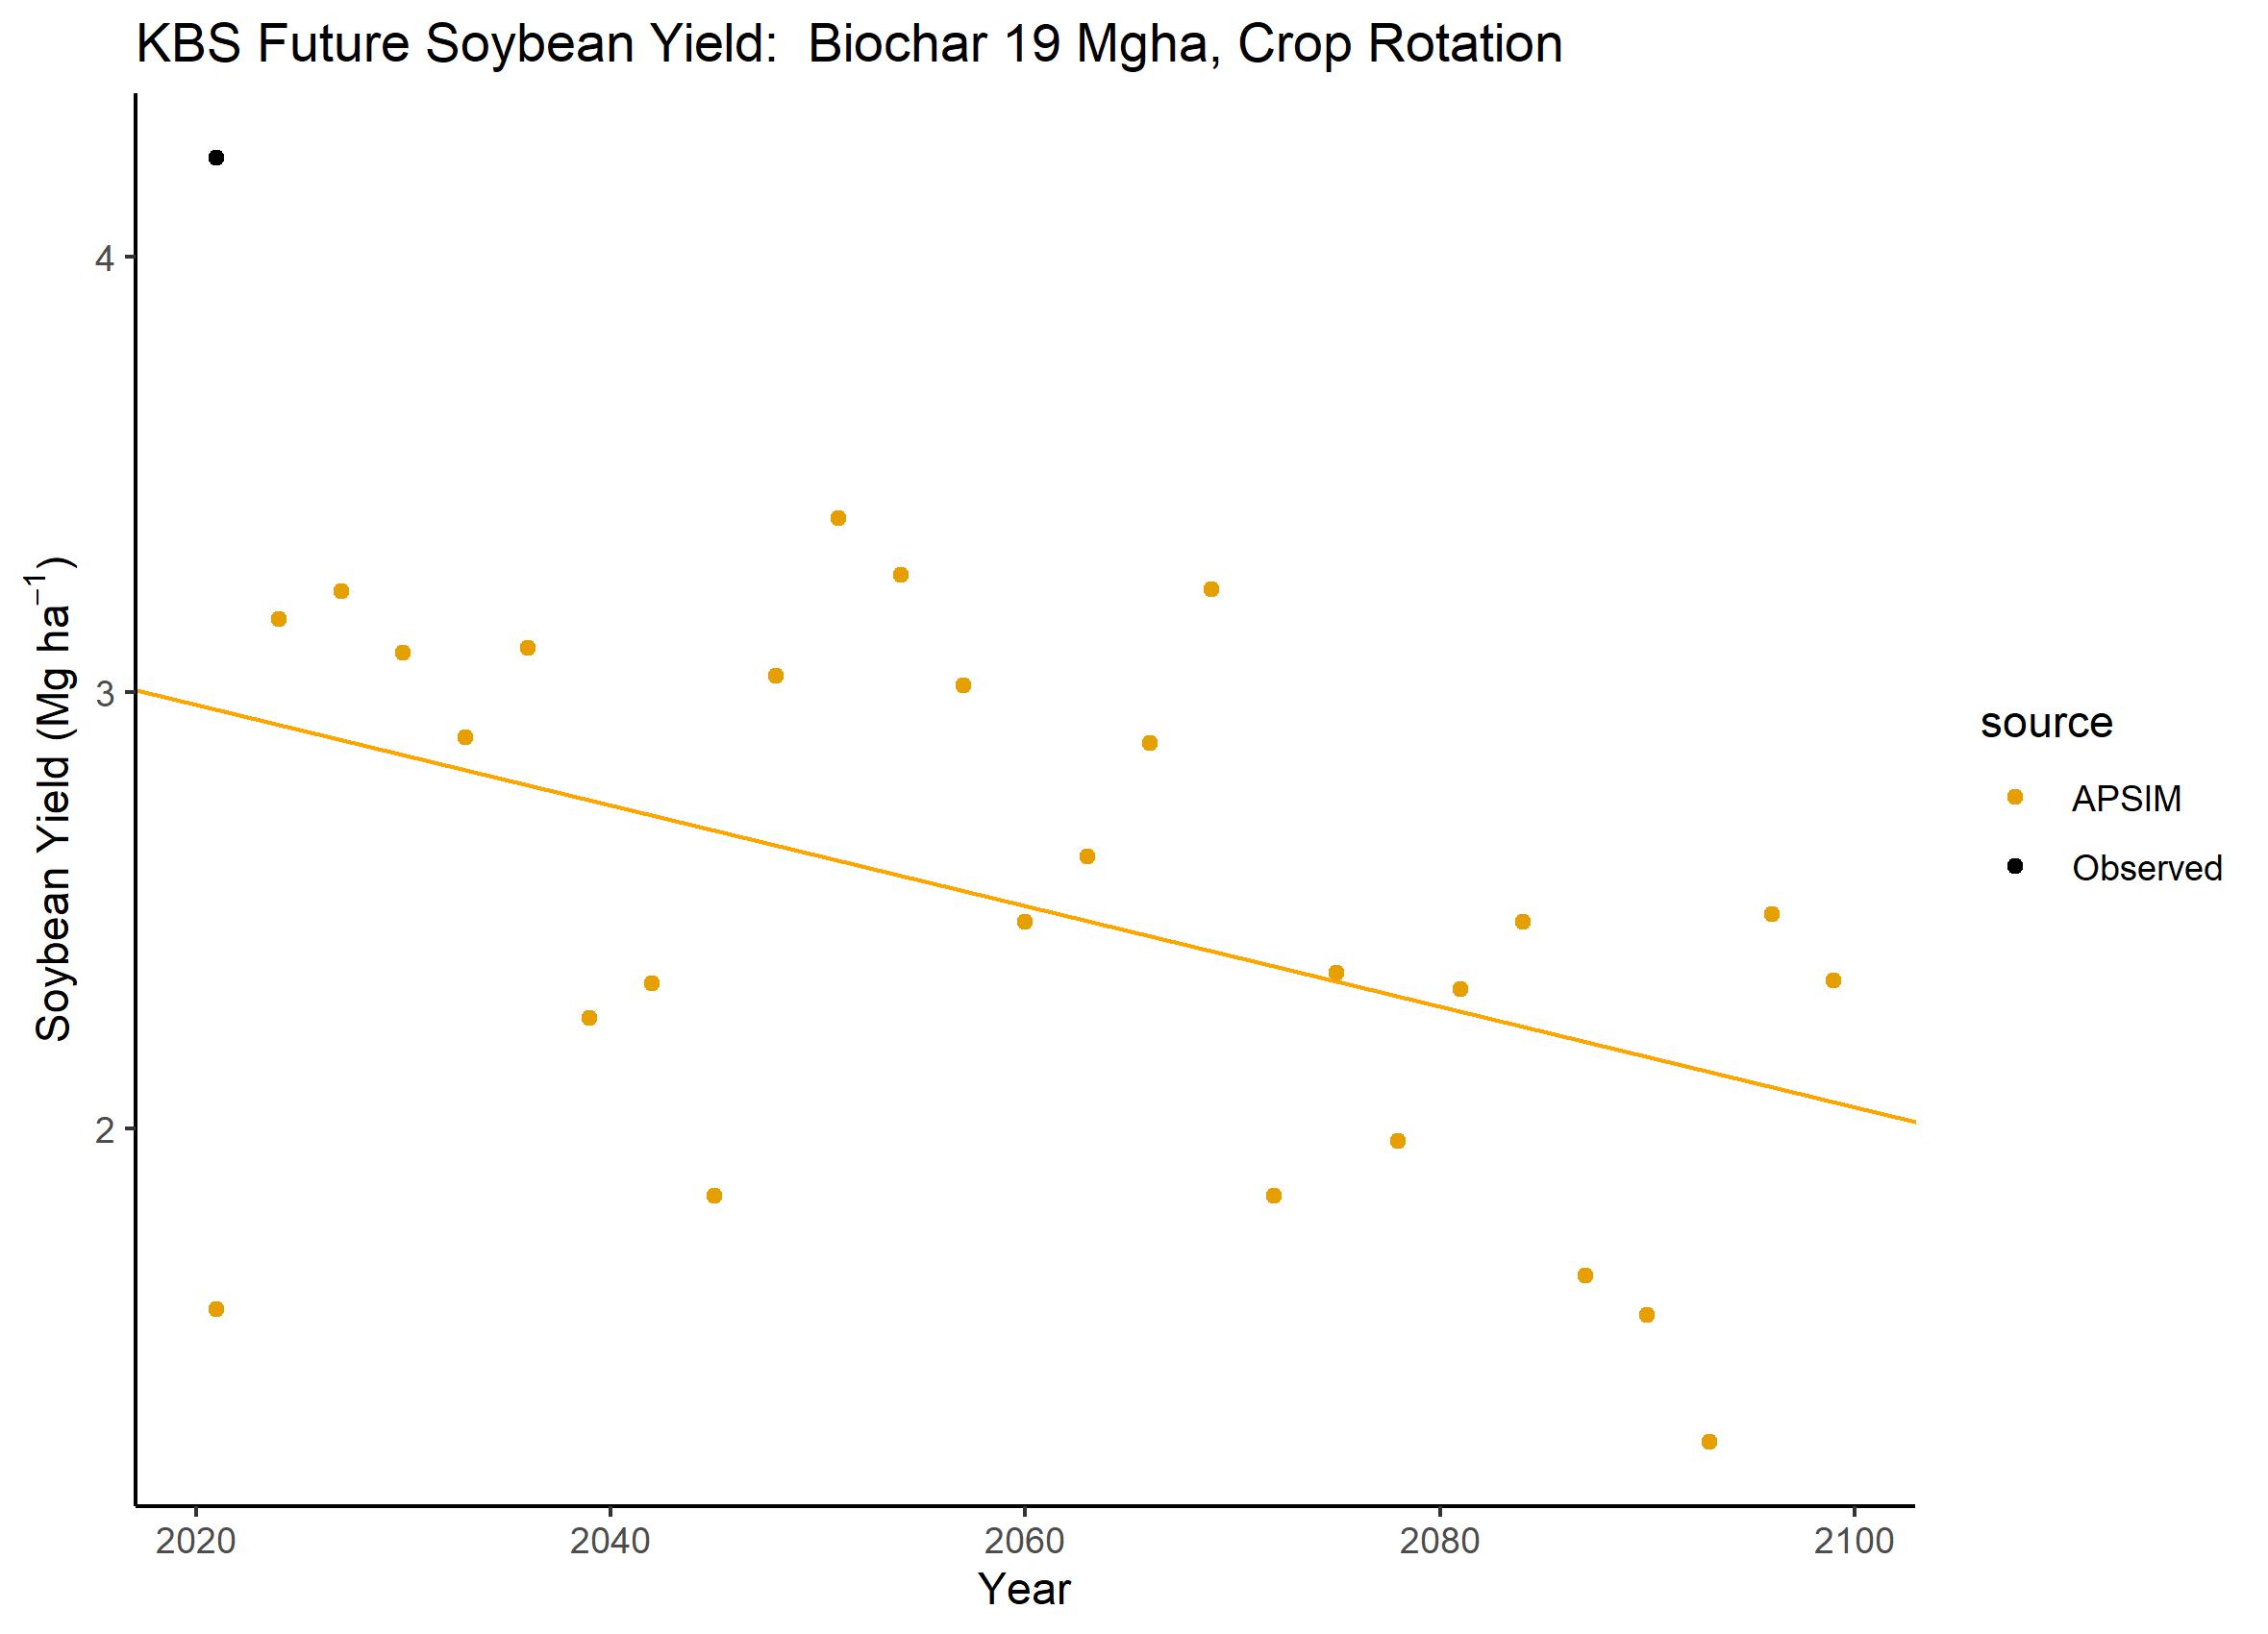 KBS Future Soybean Yield:  Biochar 19 Mgha, Crop Rotation
Soybean Yield (Mg ha⁻¹)
4
3
2
2020 2040 2060 2080 2100
Year
source
APSIM
Observed